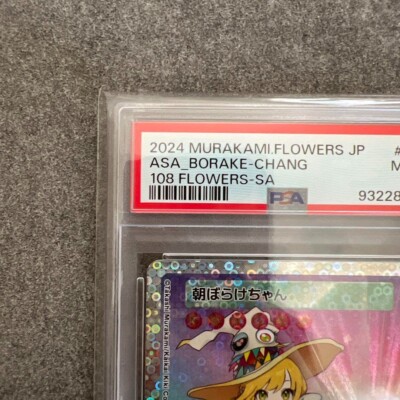 2024 MURAKAMI.FLOWERS JP #
ASA_BORAKE-CHANG M
108 FLOWERS-SA
PSA 93228
朝ぼらけちゃん